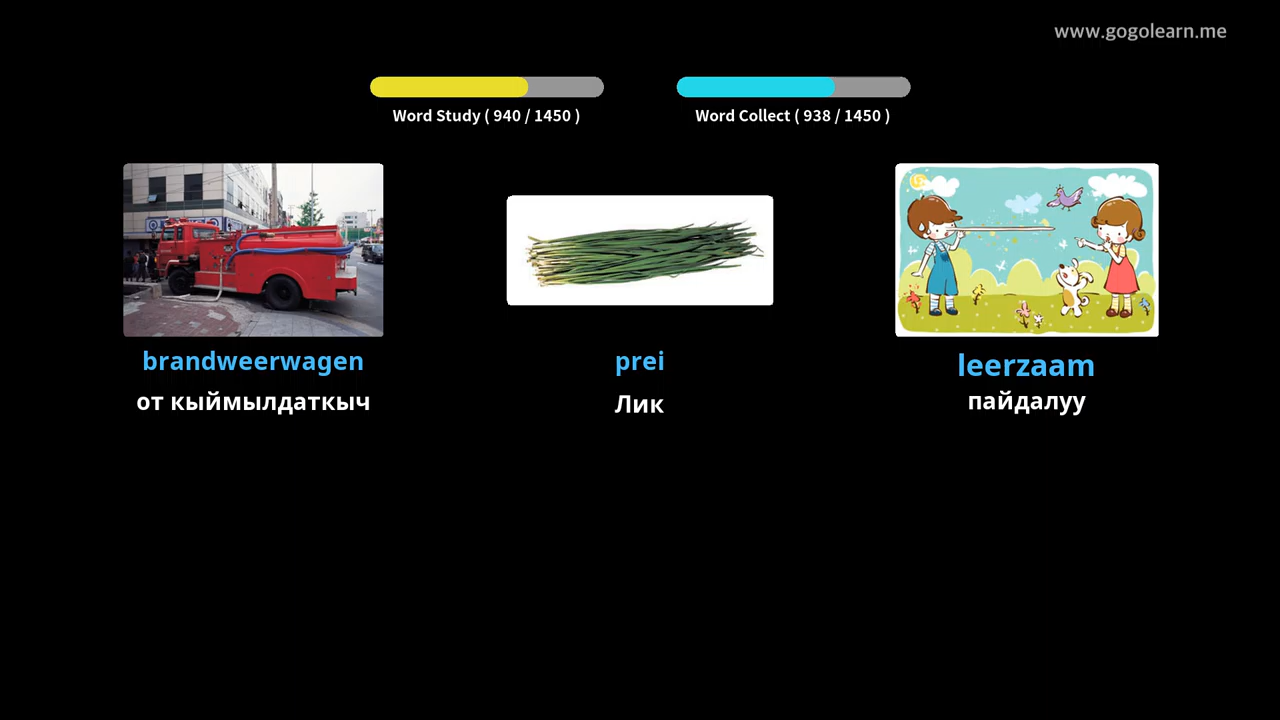 www.gogolearn.me
Word Study ( 940 / 1450 )
Word Collect ( 938 / 1450 )
brandweerwagen
от кыймылдаткыч
prei
Лик
leerzaam
пайдалуу